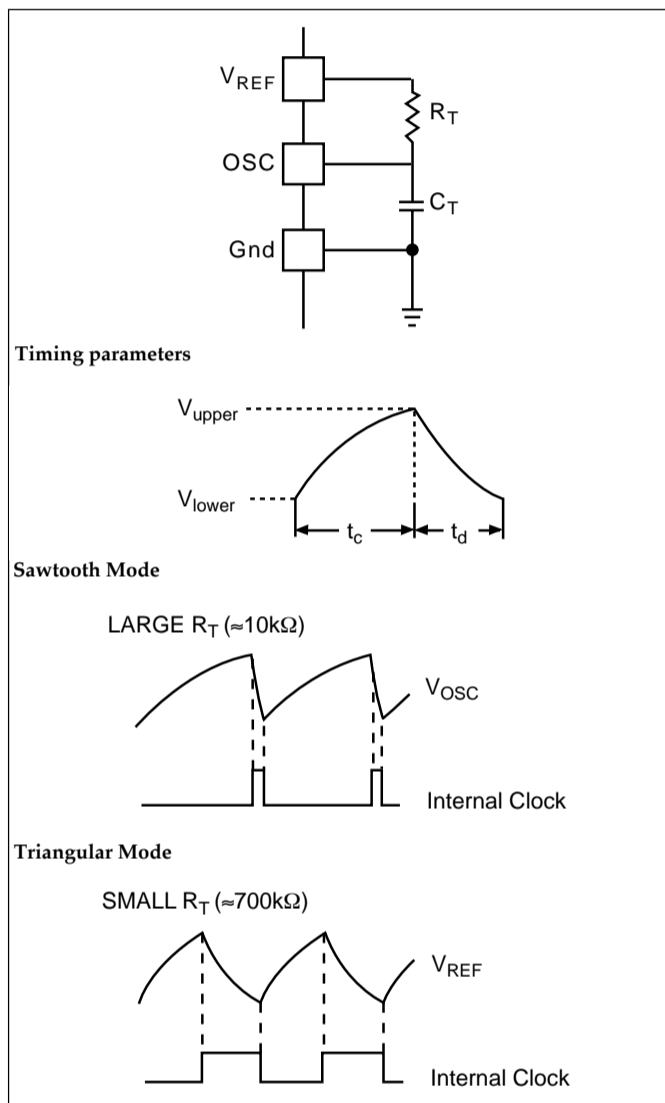 V_REF
R_T
OSC
C_T
Gnd
Timing parameters
V_upper
V_lower
t_c
t_d
Sawtooth Mode
LARGE R_T (≈10kΩ)
V_OSC
Internal Clock
Triangular Mode
SMALL R_T (≈700kΩ)
V_REF
Internal Clock